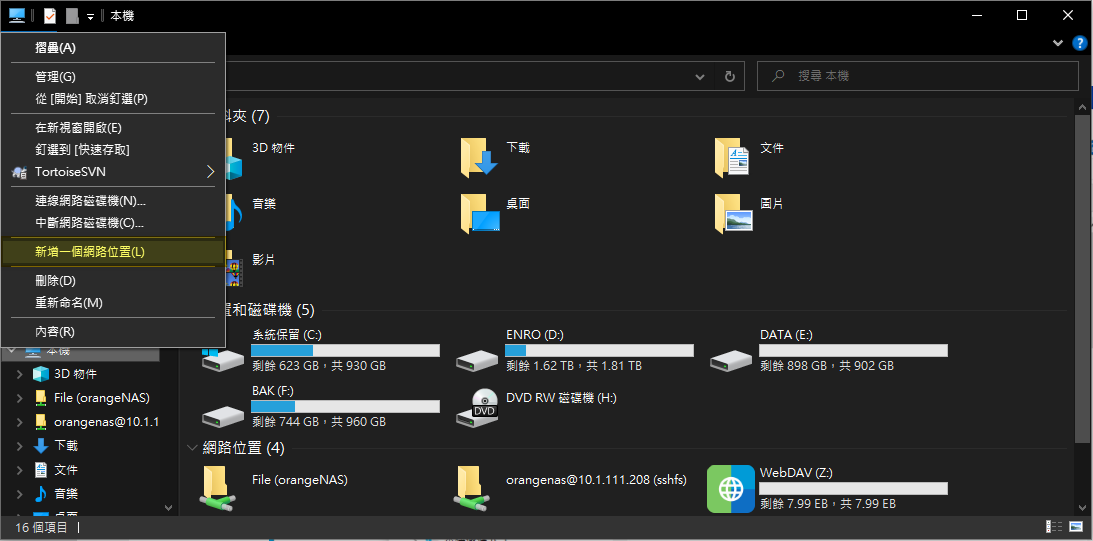 本機
摺疊(A)
管理(G)
從 [開始] 取消釘選(P)
在新視窗開啟(E)
釘選到 [快速存取]
TortoiseSVN
連線網路磁碟機(N)...
中斷網路磁碟機(C)...
新增一個網路位置(L)
刪除(D)
重新命名(M)
內容(R)
搜尋 本機
料夾 (7)
3D 物件
下載
文件
音樂
桌面
圖片
影片
置和磁碟機 (5)
系統保留 (C:)
剩餘 623 GB，共 930 GB
ENRO (D:)
剩餘 1.62 TB，共 1.81 TB
DATA (E:)
剩餘 898 GB，共 902 GB
BAK (F:)
剩餘 744 GB，共 960 GB
DVD
DVD RW 磁碟機 (H:)
網路位置 (4)
File (orangeNAS)
orangenas@10.1.111.208 (sshfs)
WebDAV (Z:)
剩餘 7.99 EB，共 7.99 EB
本機
3D 物件
File (orangeNAS)
orangenas@10.1.1
下載
文件
音樂
桌面
16 個項目